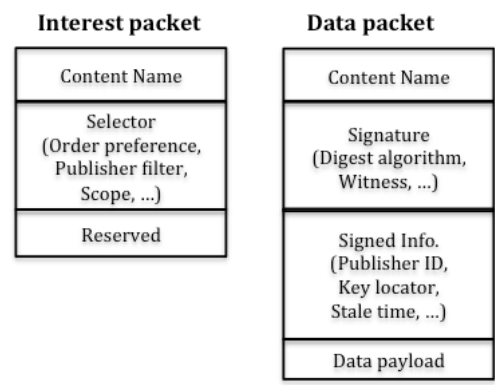 Interest packet
Content Name
Selector
(Order preference,
Publisher filter,
Scope, ...)
Reserved
Data packet
Content Name
Signature
(Digest algorithm,
Witness, ...)
Signed Info.
(Publisher ID,
Key locator,
Stale time, ...)
Data payload